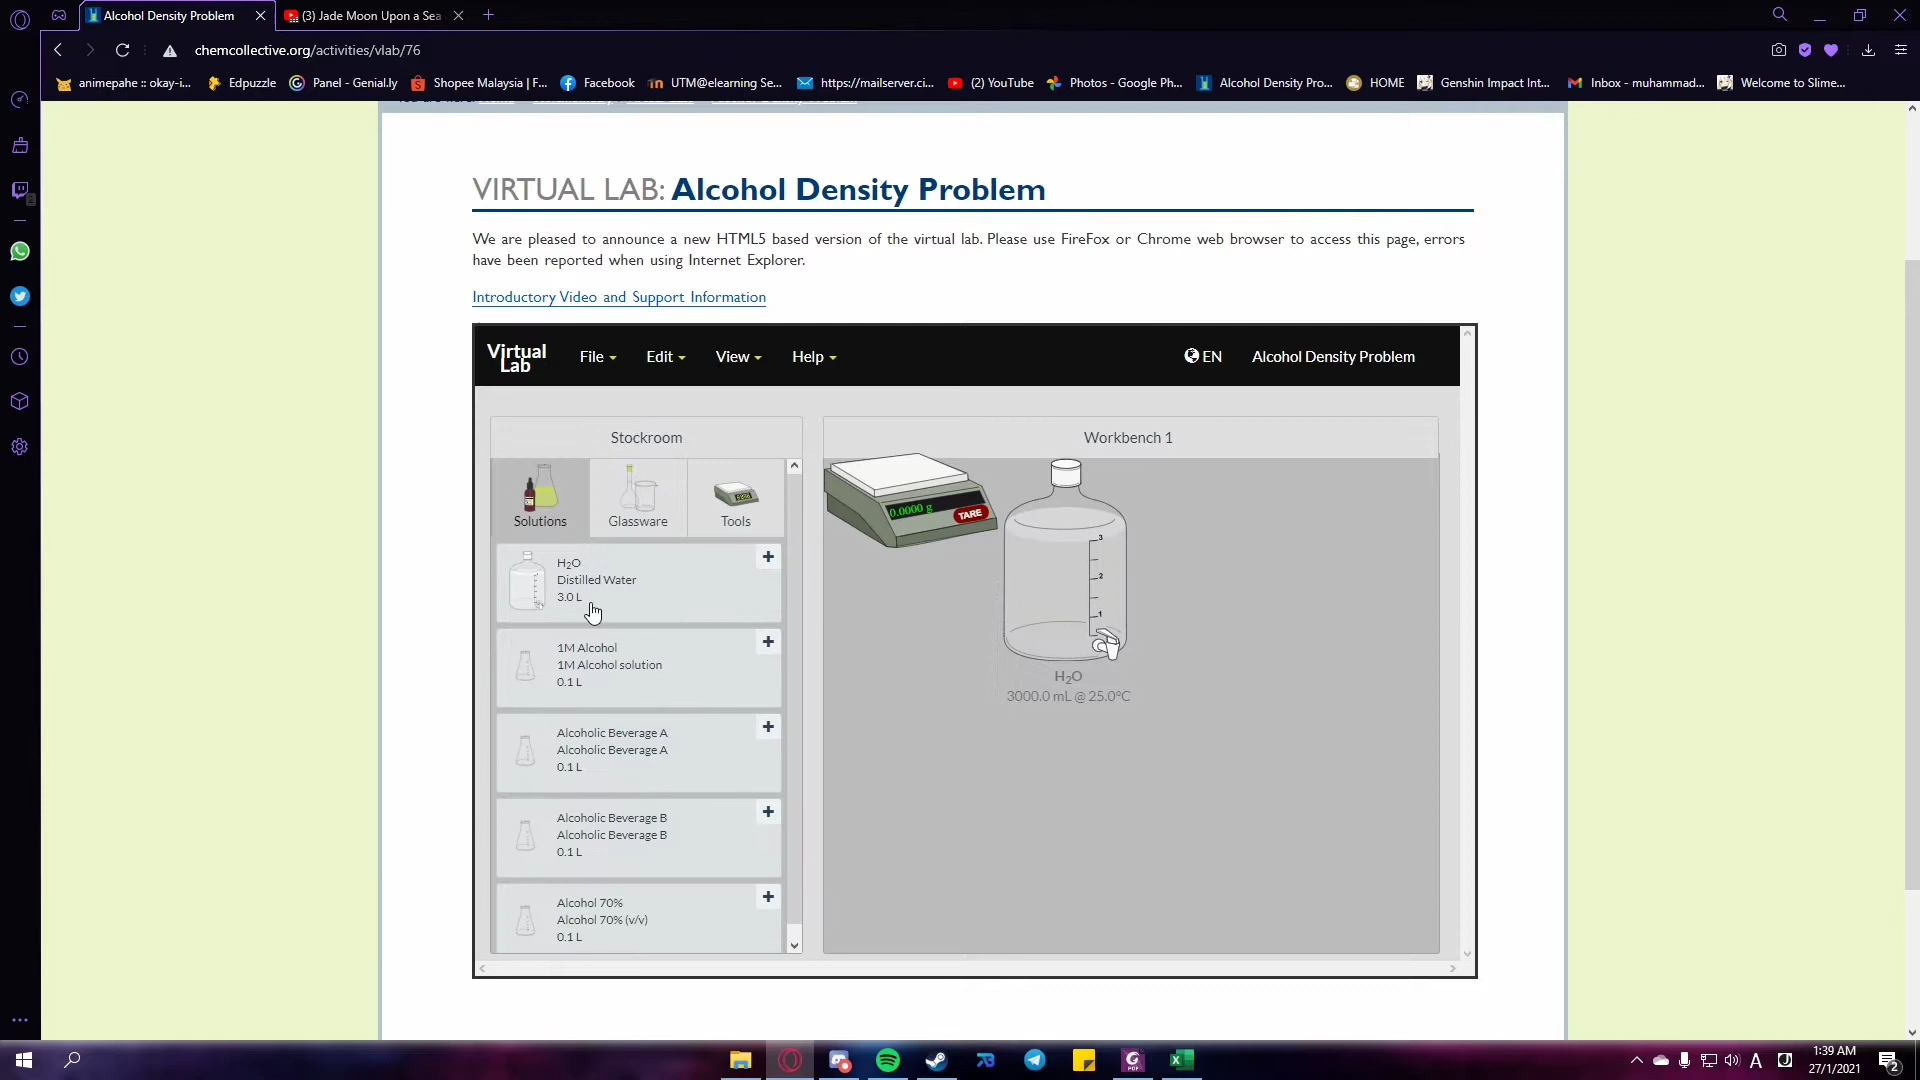 Alcohol Density Problem
(3) Jade Moon Upon a Sea
chemcollective.org/activities/vlab/76
animepahe :: okay-i...
Edpuzzle
Panel - Genial.ly
Shopee Malaysia | F...
Facebook
UTM@elearning Se...
https://mailserver.ci...
(2) YouTube
Photos - Google Ph...
Alcohol Density Pro...
HOME
Genshin Impact Int...
Inbox - muhammad...
Welcome to Slime...
VIRTUAL LAB: Alcohol Density Problem
We are pleased to announce a new HTML5 based version of the virtual lab. Please use FireFox or Chrome web browser to access this page, errors
have been reported when using Internet Explorer.
Introductory Video and Support Information
Virtual Lab
File
Edit
View
Help
EN
Alcohol Density Problem
Stockroom
Workbench 1
Solutions
Glassware
Tools
H₂O
Distilled Water
3.0 L
1M Alcohol
1M Alcohol solution
0.1 L
Alcoholic Beverage A
Alcoholic Beverage A
0.1 L
Alcoholic Beverage B
Alcoholic Beverage B
0.1 L
Alcohol 70%
Alcohol 70% (v/v)
0.1 L
0.0000 g
TARE
3
2
1
H₂O
3000.0 mL @ 25.0°C
1:39 AM
27/1/2021
2